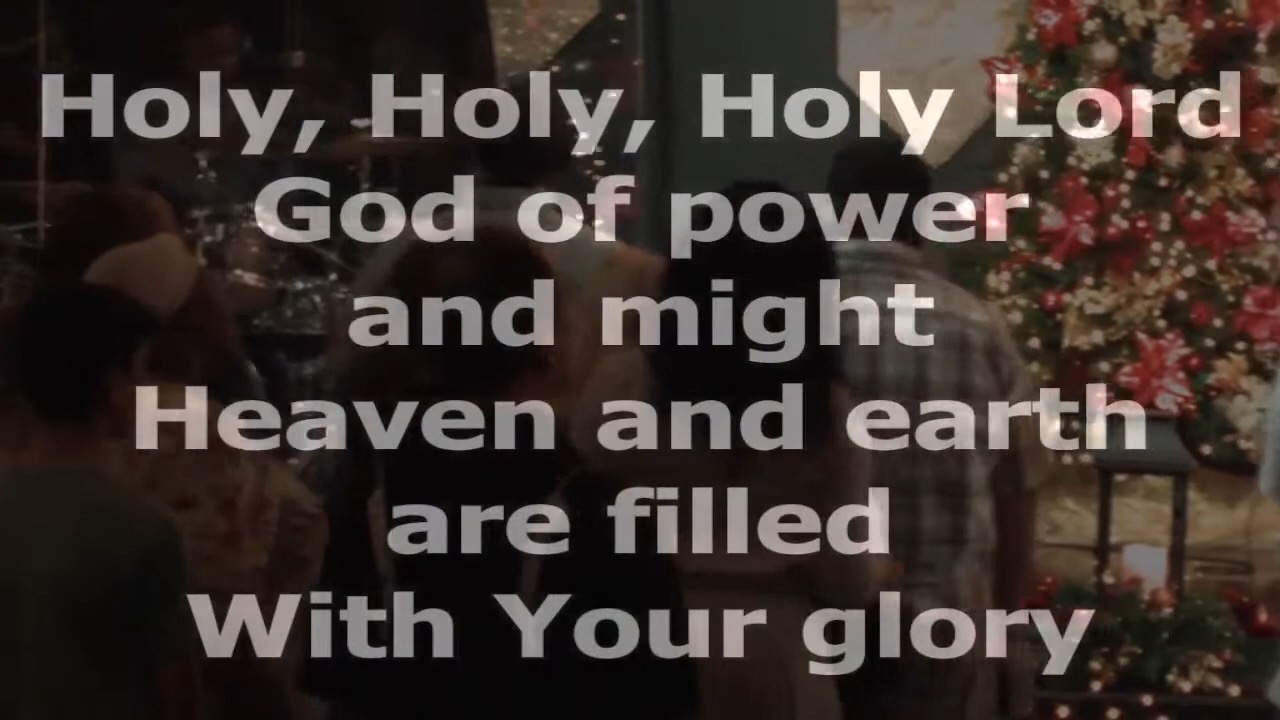 Holy, Holy, Holy Lord
God of power
and might
Heaven and earth
are filled
With Your glory